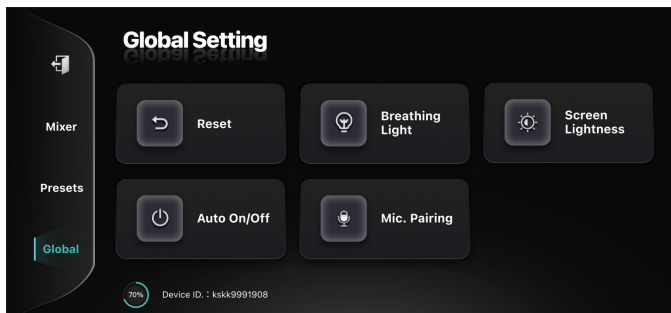 Global Setting
Mixer
Presets
Global
Reset
Breathing
Light
Screen
Lightness
Auto On/Off
Mic. Pairing
70%
Device ID.：kskk9991908